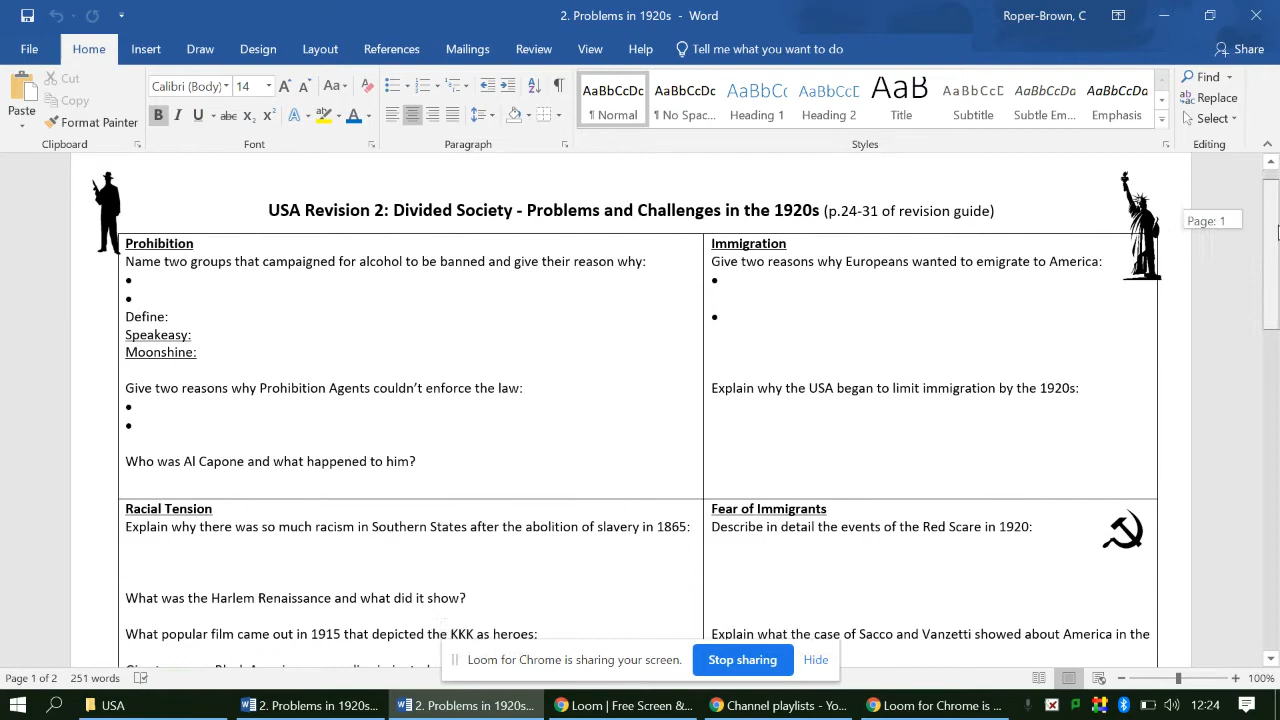 2. Problems in 1920s - Word
Roper-Brown, C
File Home Insert Draw Design Layout References Mailings Review View Help Tell me what you want to do Share
Paste Cut Copy Format Painter
Calibri (Body) 14
AaBbCcDc AaBbCcDc AaBbCc AaBbCcD AaB AaBbCcD AaBbCcDc AaBbCcDc
¶ Normal ¶ No Spac... Heading 1 Heading 2 Title Subtitle Subtle Em... Emphasis
Find Replace Select
Clipboard Font Paragraph Styles Editing
USA Revision 2: Divided Society - Problems and Challenges in the 1920s (p.24-31 of revision guide)
Page: 1
Prohibition
Name two groups that campaigned for alcohol to be banned and give their reason why:
Define:
Speakeasy:
Moonshine:
Give two reasons why Prohibition Agents couldn't enforce the law:
Who was Al Capone and what happened to him?
Immigration
Give two reasons why Europeans wanted to emigrate to America:
Explain why the USA began to limit immigration by the 1920s:
Racial Tension
Explain why there was so much racism in Southern States after the abolition of slavery in 1865:
What was the Harlem Renaissance and what did it show?
What popular film came out in 1915 that depicted the KKK as heroes:
Fear of Immigrants
Describe in detail the events of the Red Scare in 1920:
Explain what the case of Sacco and Vanzetti showed about America in the
Loom for Chrome is sharing your screen. Stop sharing Hide
Page 1 of 2 251 words 100%
USA 2. Problems in 1920s... 2. Problems in 1920s... Loom | Free Screen &... Channel playlists - Yo... Loom for Chrome is ... 12:24